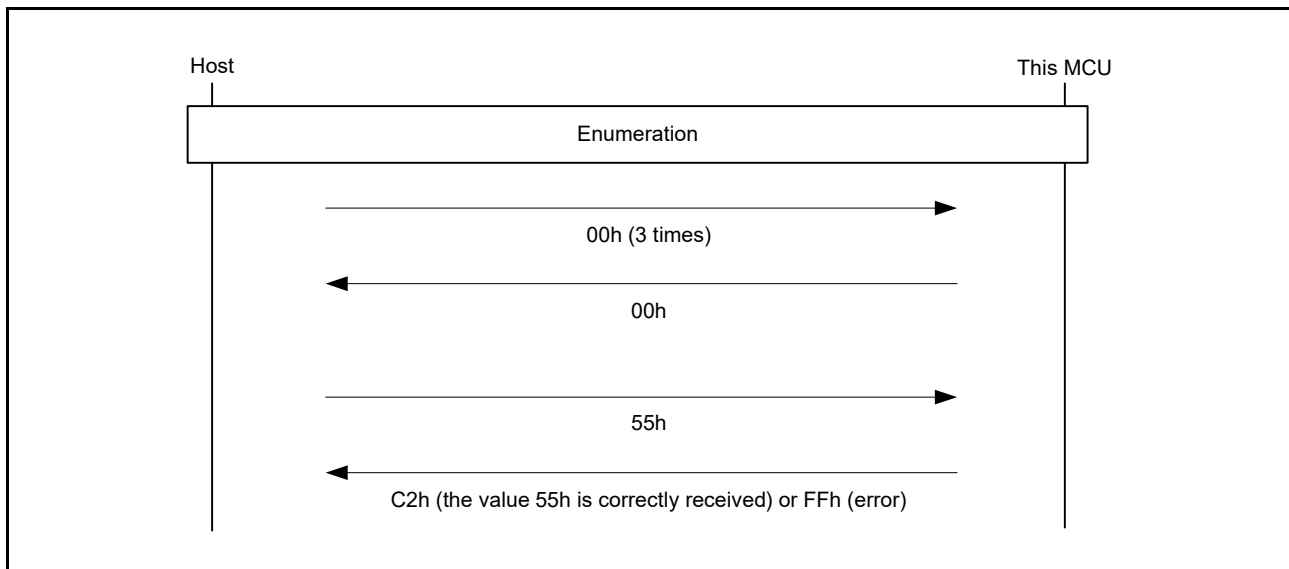 Host
This MCU
Enumeration
00h (3 times)
00h
55h
C2h (the value 55h is correctly received) or FFh (error)